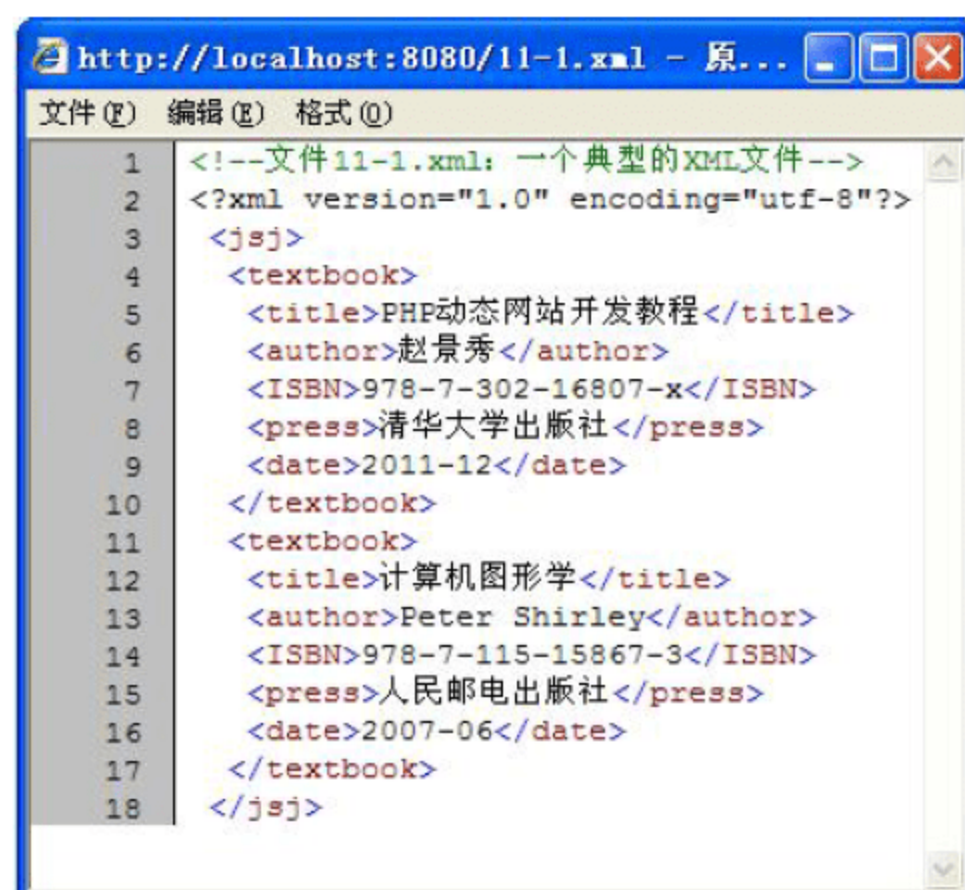 http://localhost:8080/11-1.xml - 原...
文件(F) 编辑(E) 格式(O)
1 <!--文件11-1.xml: 一个典型的XML文件-->
2 <?xml version="1.0" encoding="utf-8"?>
3 <jsj>
4 <textbook>
5 <title>PHP动态网站开发教程</title>
6 <author>赵景秀</author>
7 <ISBN>978-7-302-16807-x</ISBN>
8 <press>清华大学出版社</press>
9 <date>2011-12</date>
10 </textbook>
11 <textbook>
12 <title>计算机图形学</title>
13 <author>Peter Shirley</author>
14 <ISBN>978-7-115-15867-3</ISBN>
15 <press>人民邮电出版社</press>
16 <date>2007-06</date>
17 </textbook>
18 </jsj>